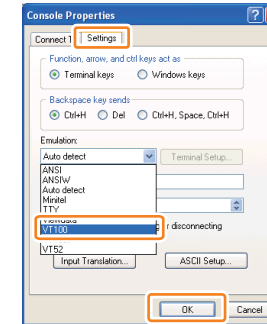 Console Properties
Connect T Settings
Function, arrow, and ctrl keys act as
Terminal keys Windows keys
Backspace key sends
Ctrl+H Del Ctrl+H, Space, Ctrl+H
Emulation:
Auto detect Terminal Setup...
ANSI
ANSIW
Auto detect
Minitel
TTY
Viewdata
VT100 r disconnecting
VT52
Input Translation... ASCII Setup...
OK Cancel